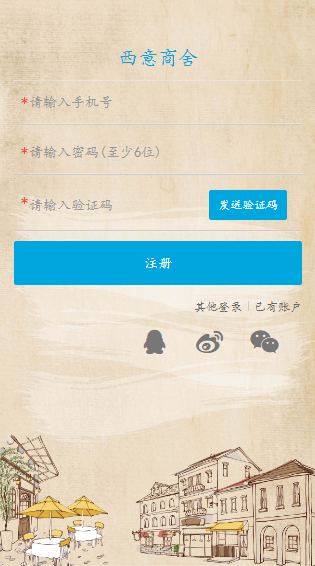 西意商舍
*请输入手机号
*请输入密码(至少6位)
*请输入验证码 发送验证码
注册
其他登录 | 已有账户